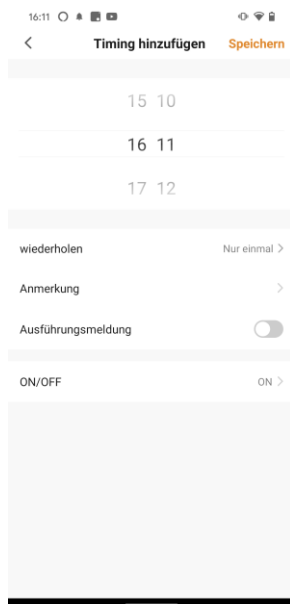 16:11
Timing hinzufügen Speichern
15 10
16 11
17 12
wiederholen Nur einmal
Anmerkung
Ausführungsmeldung
ON/OFF ON